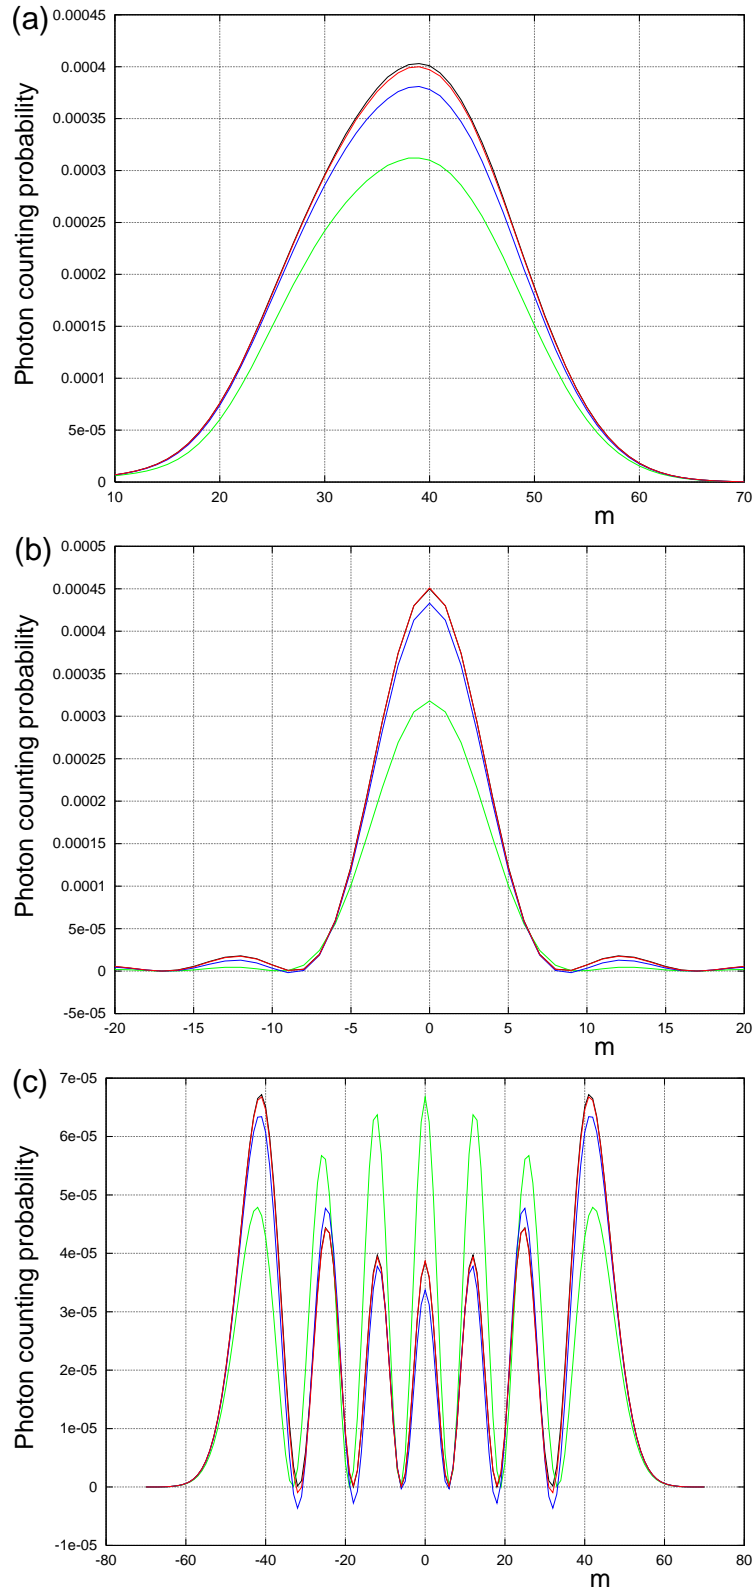 (a)
0.00045
0.0004
0.00035
0.0003
0.00025
0.0002
0.00015
0.0001
5e-05
0
Photon counting probability
10 20 30 40 50 60 70
m
(b)
0.0005
0.00045
0.0004
0.00035
0.0003
0.00025
0.0002
0.00015
0.0001
5e-05
0
-5e-05
Photon counting probability
-20 -15 -10 -5 0 5 10 15 20
m
(c)
7e-05
6e-05
5e-05
4e-05
3e-05
2e-05
1e-05
0
-1e-05
Photon counting probability
-80 -60 -40 -20 0 20 40 60 80
m